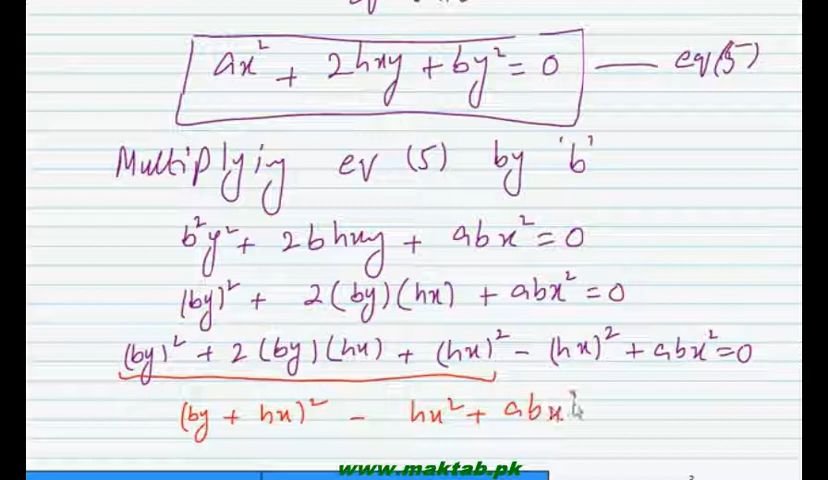 ax² + 2hxy + by² = 0 —— eq(5)
Multiplying eq (5) by 'b'
b²y² + 2bhxy + abx² = 0
(by)² + 2(by)(hx) + abx² = 0
(by)² + 2(by)(hx) + (hx)² - (hx)² + abx² = 0
(by + hx)² - hx² + abx
www.maktab.pk